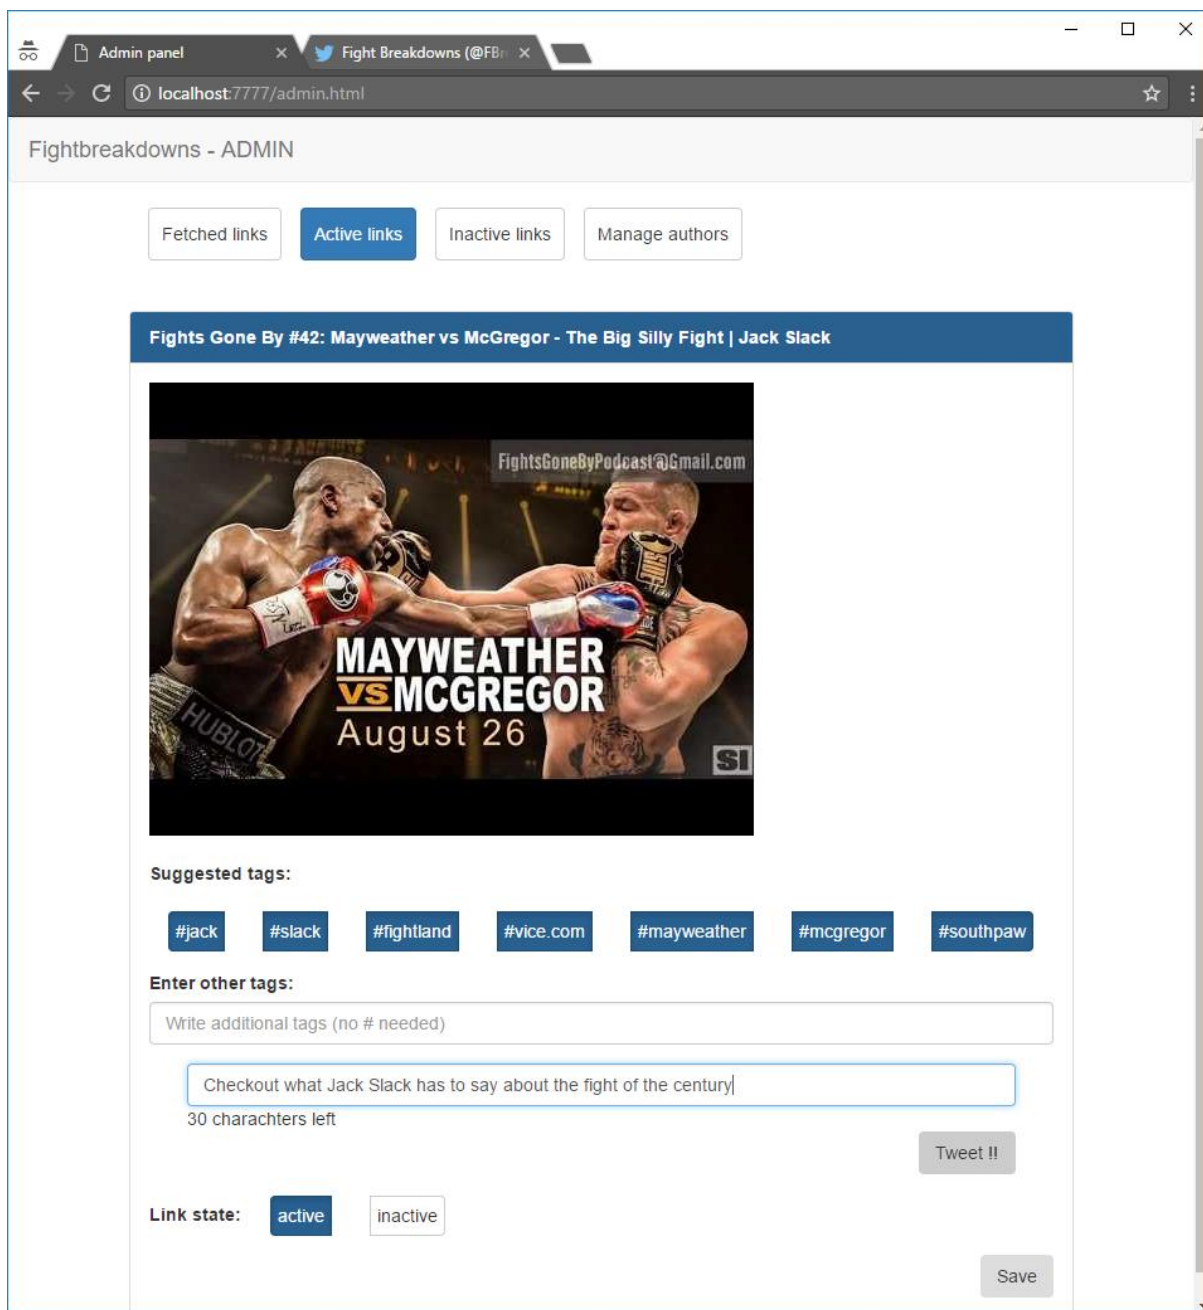 Admin panel
Fight Breakdowns (@FBr
localhost:7777/admin.html
Fightbreakdowns - ADMIN
Fetched links Active links Inactive links Manage authors
Fights Gone By #42: Mayweather vs McGregor - The Big Silly Fight | Jack Slack
FightsGoneByPodcast@Gmail.com
MAYWEATHER
VS MCGREGOR
August 26
HUBLOT
SI
Suggested tags:
#jack #slack #fightland #vice.com #mayweather #mcgregor #southpaw
Enter other tags:
Write additional tags (no # needed)
Checkout what Jack Slack has to say about the fight of the century
30 charachters left
Tweet !!
Link state: active inactive
Save